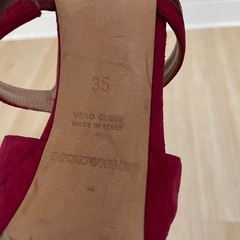 35
VERO CUOIO
MADE IN ITALY
EMPORIO ARMANI